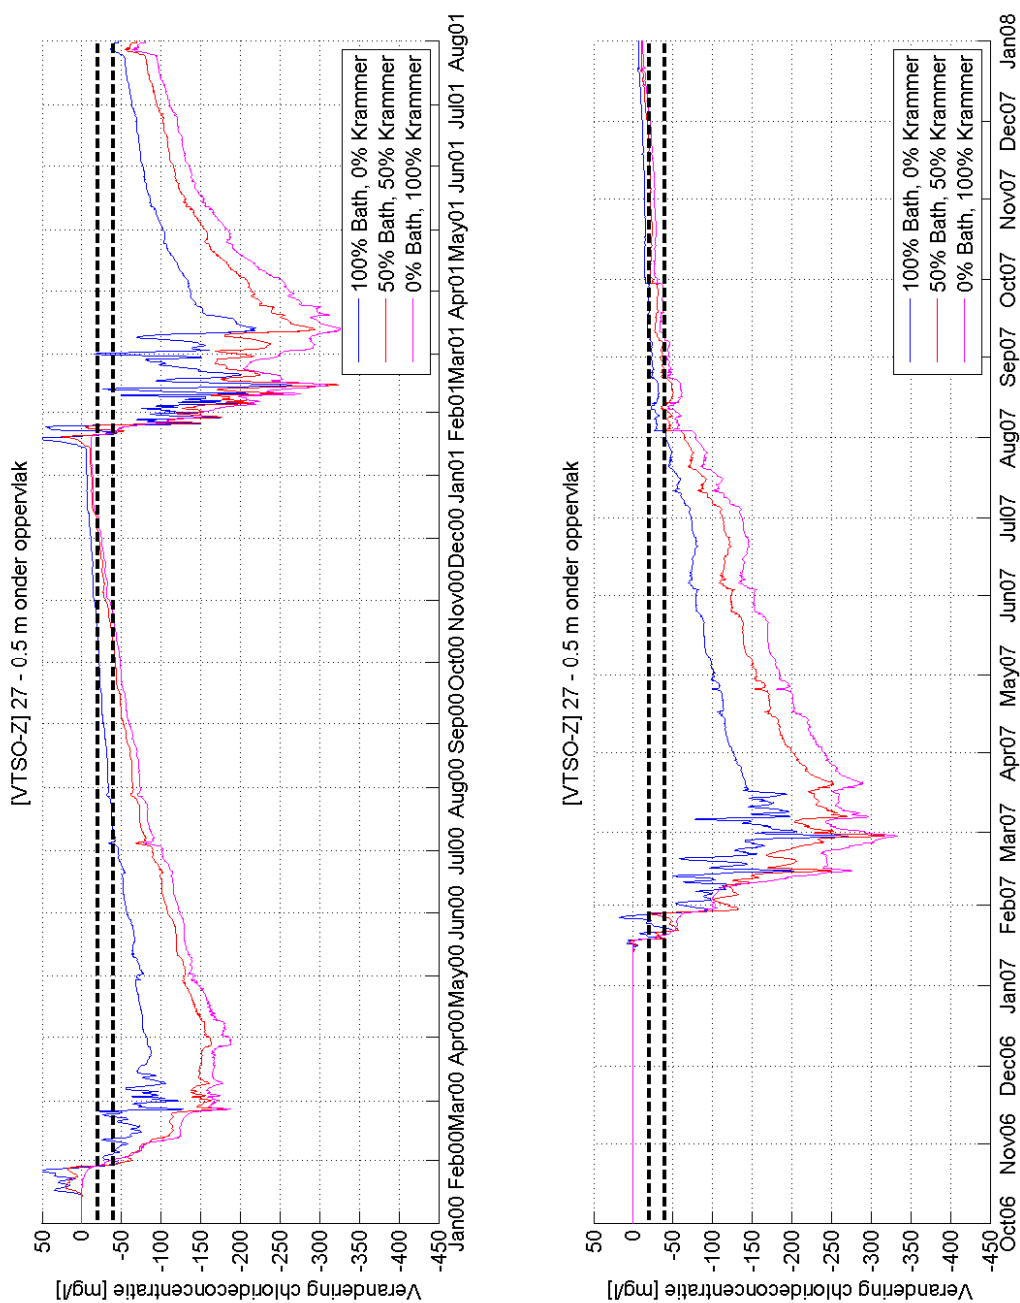 [VTSO-Z] 27 - 0.5 m onder oppervlak
Verandering chlorideconcentratie [mg/l]
50
0
-50
-100
-150
-200
-250
-300
-350
-400
-450
Jan00 Feb00 Mar00 Apr00 May00 Jun00 Jul00 Aug00 Sep00 Oct00 Nov00 Dec00 Jan01 Feb01 Mar01 Apr01 May01 Jun01 Jul01 Aug01
100% Bath, 0% Krammer
50% Bath, 50% Krammer
0% Bath, 100% Krammer
[VTSO-Z] 27 - 0.5 m onder oppervlak
Verandering chlorideconcentratie [mg/l]
50
0
-50
-100
-150
-200
-250
-300
-350
-400
-450
Oct06 Nov06 Dec06 Jan07 Feb07 Mar07 Apr07 May07 Jun07 Jul07 Aug07 Sep07 Oct07 Nov07 Dec07 Jan08
100% Bath, 0% Krammer
50% Bath, 50% Krammer
0% Bath, 100% Krammer